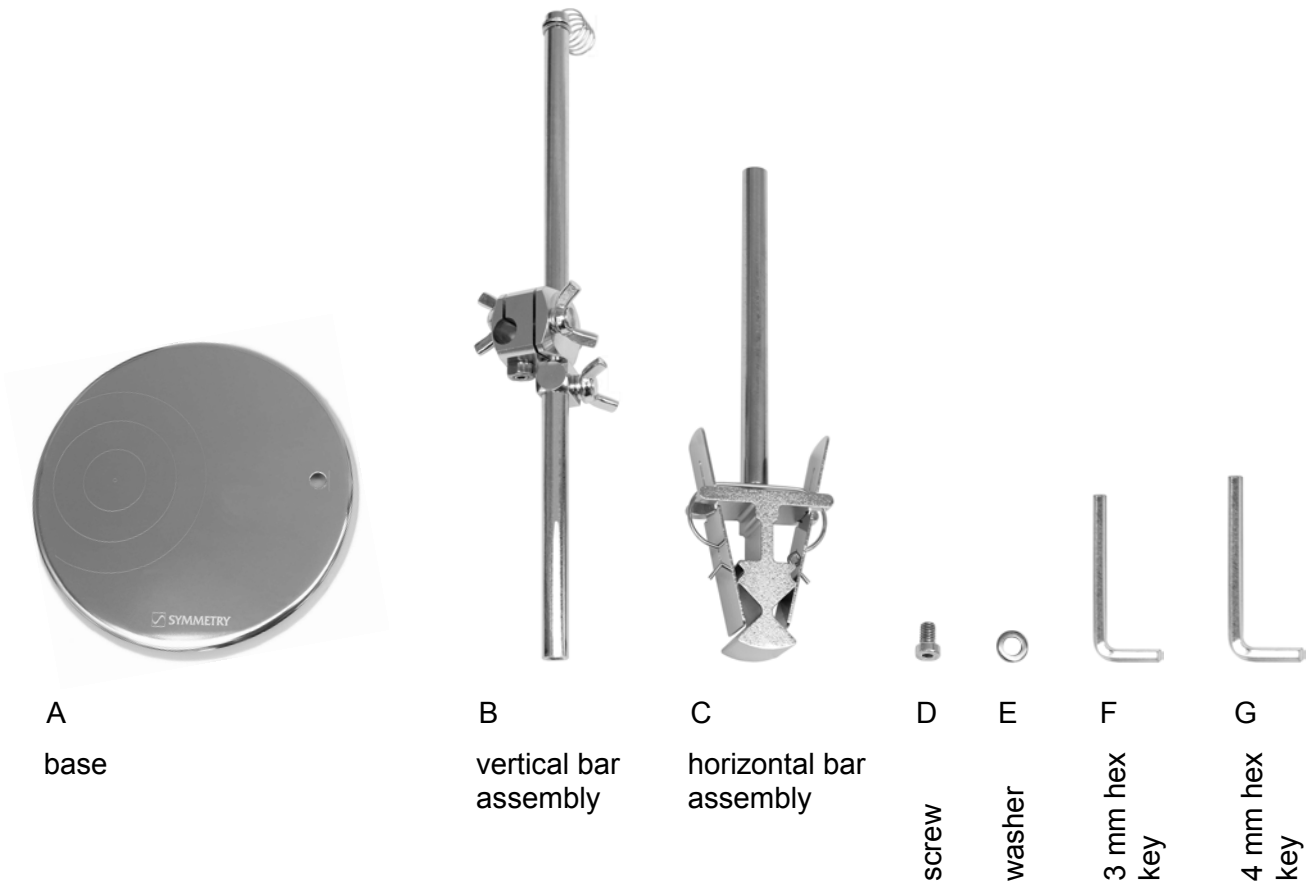 SYMMETRY
A
base
B
vertical bar
assembly
C
horizontal bar
assembly
D
screw
E
washer
F
3 mm hex
key
G
4 mm hex
key